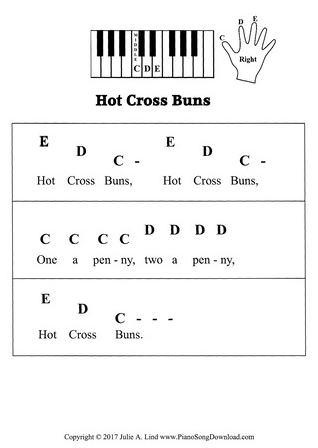 D E
C
MIDDLE
C D E
Right
Hot Cross Buns
E D C - E D C -
Hot Cross Buns, Hot Cross Buns,
C C C C D D D D
One a pen - ny, two a pen - ny,
E D C - - -
Hot Cross Buns.
Copyright © 2017 Julie A. Lind www.PianoSongDownload.com